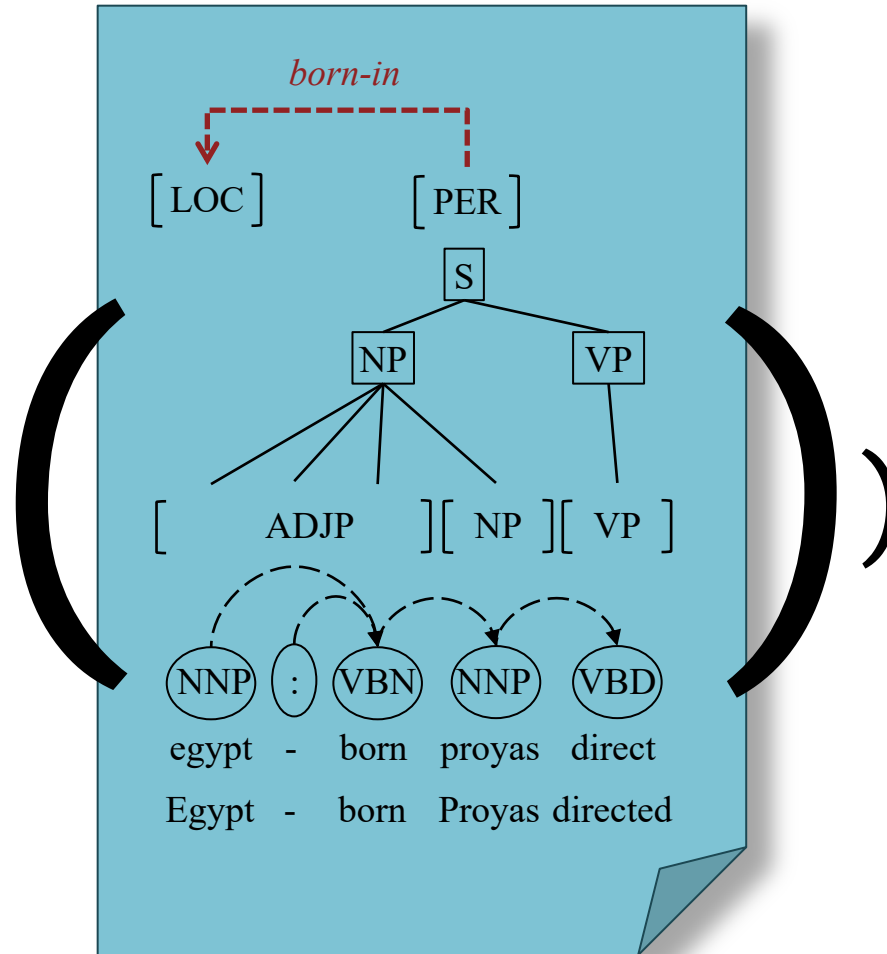 born-in
[ LOC ] [ PER ]
S
NP VP
[ ADJP ] [ NP ] [ VP ]
NNP : VBN NNP VBD
egypt - born proyas direct
Egypt - born Proyas directed